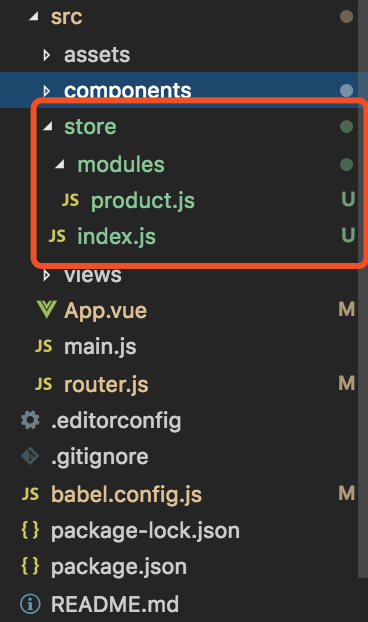 src
assets
components
store
modules
JS product.js U
JS index.js U
views
App.vue M
JS main.js
JS router.js M
.editorconfig
.gitignore
JS babel.config.js M
{ } package-lock.json
{ } package.json
README.md